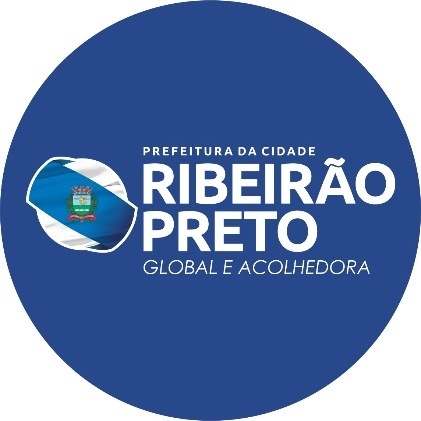 PREFEITURA DA CIDADE
RIBEIRÃO
PRETO
GLOBAL E ACOLHEDORA